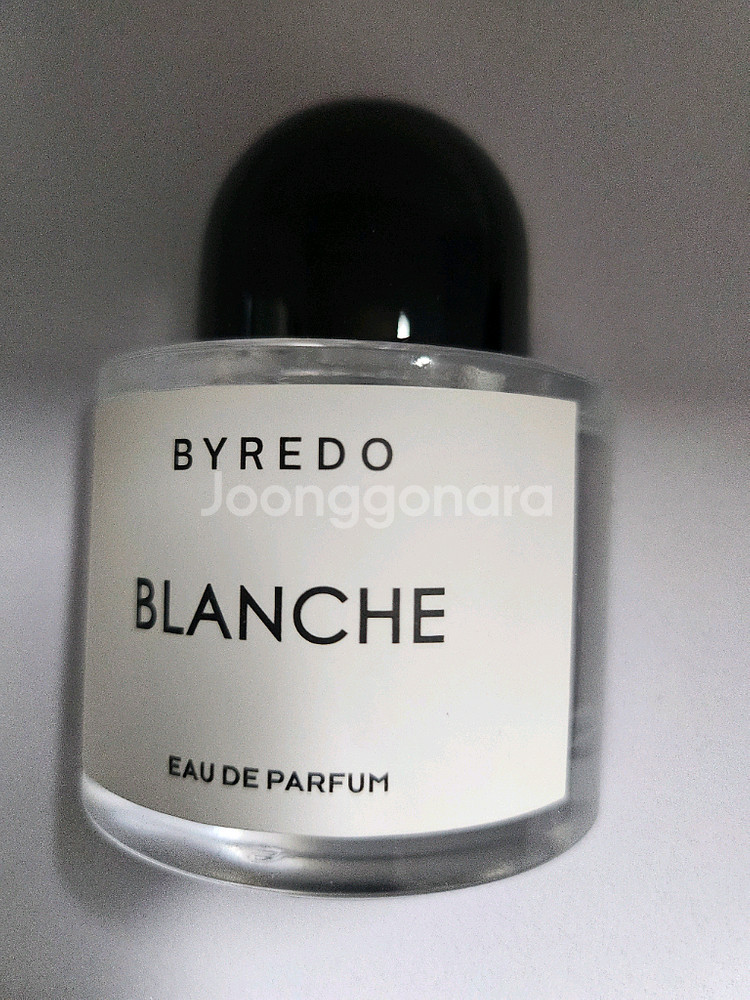 BYREDO
Joonggonara
BLANCHE
EAU DE PARFUM